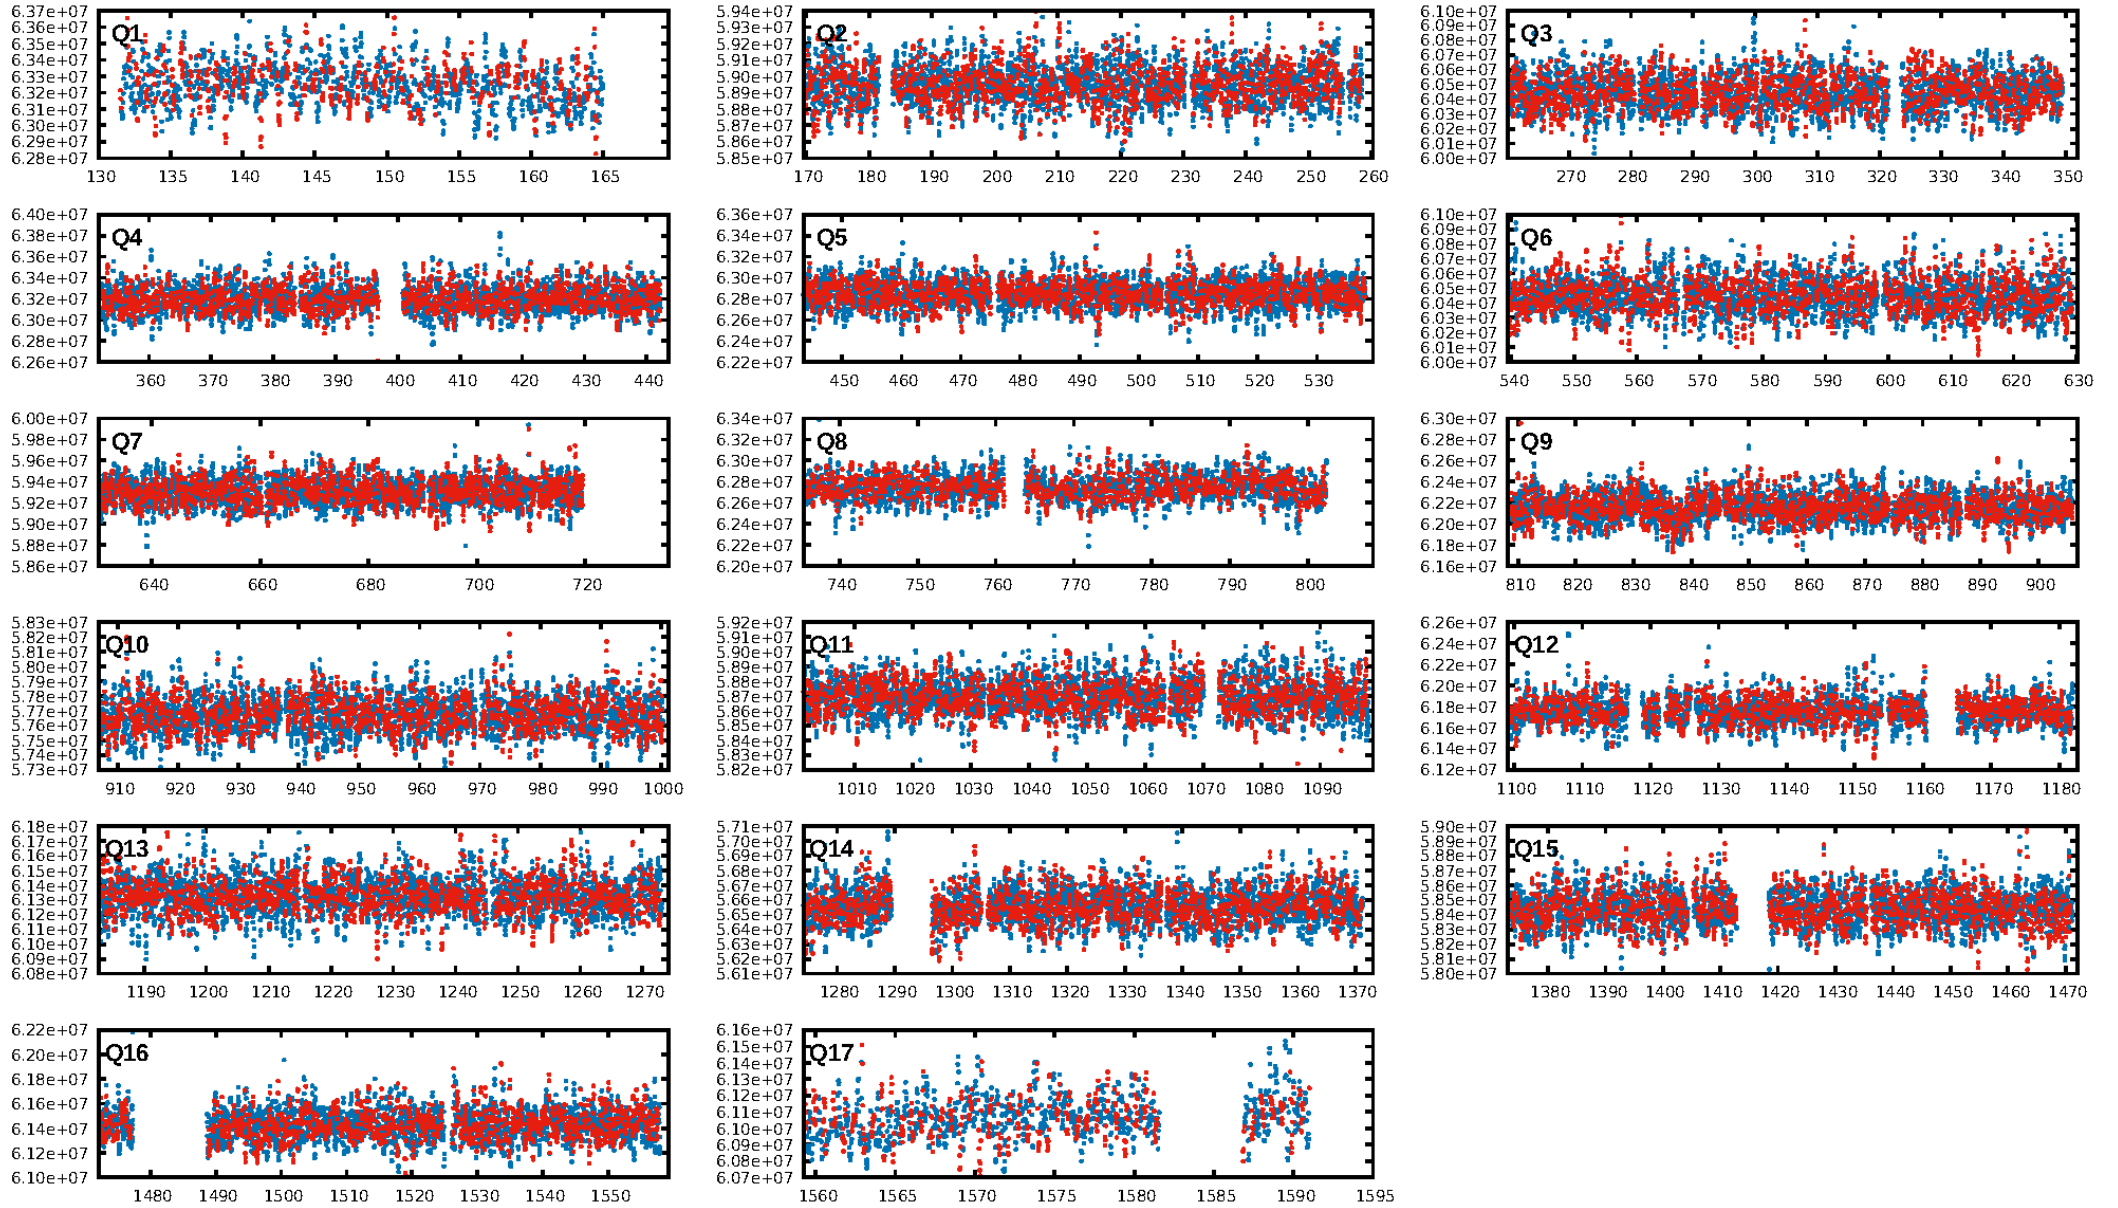 6.37e+07
6.36e+07
6.35e+07
6.34e+07
6.33e+07
6.32e+07
6.31e+07
6.30e+07
6.29e+07
6.28e+07
Q1
130 135 140 145 150 155 160 165
5.94e+07
5.93e+07
5.92e+07
5.91e+07
5.90e+07
5.89e+07
5.88e+07
5.87e+07
5.86e+07
5.85e+07
Q2
170 180 190 200 210 220 230 240 250 260
6.10e+07
6.09e+07
6.08e+07
6.07e+07
6.06e+07
6.05e+07
6.04e+07
6.03e+07
6.02e+07
6.01e+07
6.00e+07
Q3
270 280 290 300 310 320 330 340 350
6.40e+07
6.38e+07
6.36e+07
6.34e+07
6.32e+07
6.30e+07
6.28e+07
6.26e+07
Q4
360 370 380 390 400 410 420 430 440
6.36e+07
6.34e+07
6.32e+07
6.30e+07
6.28e+07
6.26e+07
6.24e+07
6.22e+07
Q5
450 460 470 480 490 500 510 520 530
6.10e+07
6.09e+07
6.08e+07
6.07e+07
6.06e+07
6.05e+07
6.04e+07
6.03e+07
6.02e+07
6.01e+07
6.00e+07
Q6
540 550 560 570 580 590 600 610 620 630
6.00e+07
5.98e+07
5.96e+07
5.94e+07
5.92e+07
5.90e+07
5.88e+07
5.86e+07
Q7
640 660 680 700 720
6.34e+07
6.32e+07
6.30e+07
6.28e+07
6.26e+07
6.24e+07
6.22e+07
6.20e+07
Q8
740 750 760 770 780 790 800
6.30e+07
6.28e+07
6.26e+07
6.24e+07
6.22e+07
6.20e+07
6.18e+07
6.16e+07
Q9
810 820 830 840 850 860 870 880 890 900
5.83e+07
5.82e+07
5.81e+07
5.80e+07
5.79e+07
5.78e+07
5.77e+07
5.76e+07
5.75e+07
5.74e+07
5.73e+07
Q10
910 920 930 940 950 960 970 980 990 1000
5.92e+07
5.91e+07
5.90e+07
5.89e+07
5.88e+07
5.87e+07
5.86e+07
5.85e+07
5.84e+07
5.83e+07
5.82e+07
Q11
1010 1020 1030 1040 1050 1060 1070 1080 1090
6.26e+07
6.24e+07
6.22e+07
6.20e+07
6.18e+07
6.16e+07
6.14e+07
6.12e+07
Q12
1100 1110 1120 1130 1140 1150 1160 1170 1180
6.18e+07
6.17e+07
6.16e+07
6.15e+07
6.14e+07
6.13e+07
6.12e+07
6.11e+07
6.10e+07
6.09e+07
6.08e+07
Q13
1190 1200 1210 1220 1230 1240 1250 1260 1270
5.71e+07
5.70e+07
5.69e+07
5.68e+07
5.67e+07
5.66e+07
5.65e+07
5.64e+07
5.63e+07
5.62e+07
5.61e+07
Q14
1280 1290 1300 1310 1320 1330 1340 1350 1360 1370
5.90e+07
5.89e+07
5.88e+07
5.87e+07
5.86e+07
5.85e+07
5.84e+07
5.83e+07
5.82e+07
5.81e+07
5.80e+07
Q15
1380 1390 1400 1410 1420 1430 1440 1450 1460 1470
6.22e+07
6.20e+07
6.18e+07
6.16e+07
6.14e+07
6.12e+07
6.10e+07
Q16
1480 1490 1500 1510 1520 1530 1540 1550
6.16e+07
6.15e+07
6.14e+07
6.13e+07
6.12e+07
6.11e+07
6.10e+07
6.09e+07
6.08e+07
6.07e+07
Q17
1560 1565 1570 1575 1580 1585 1590 1595